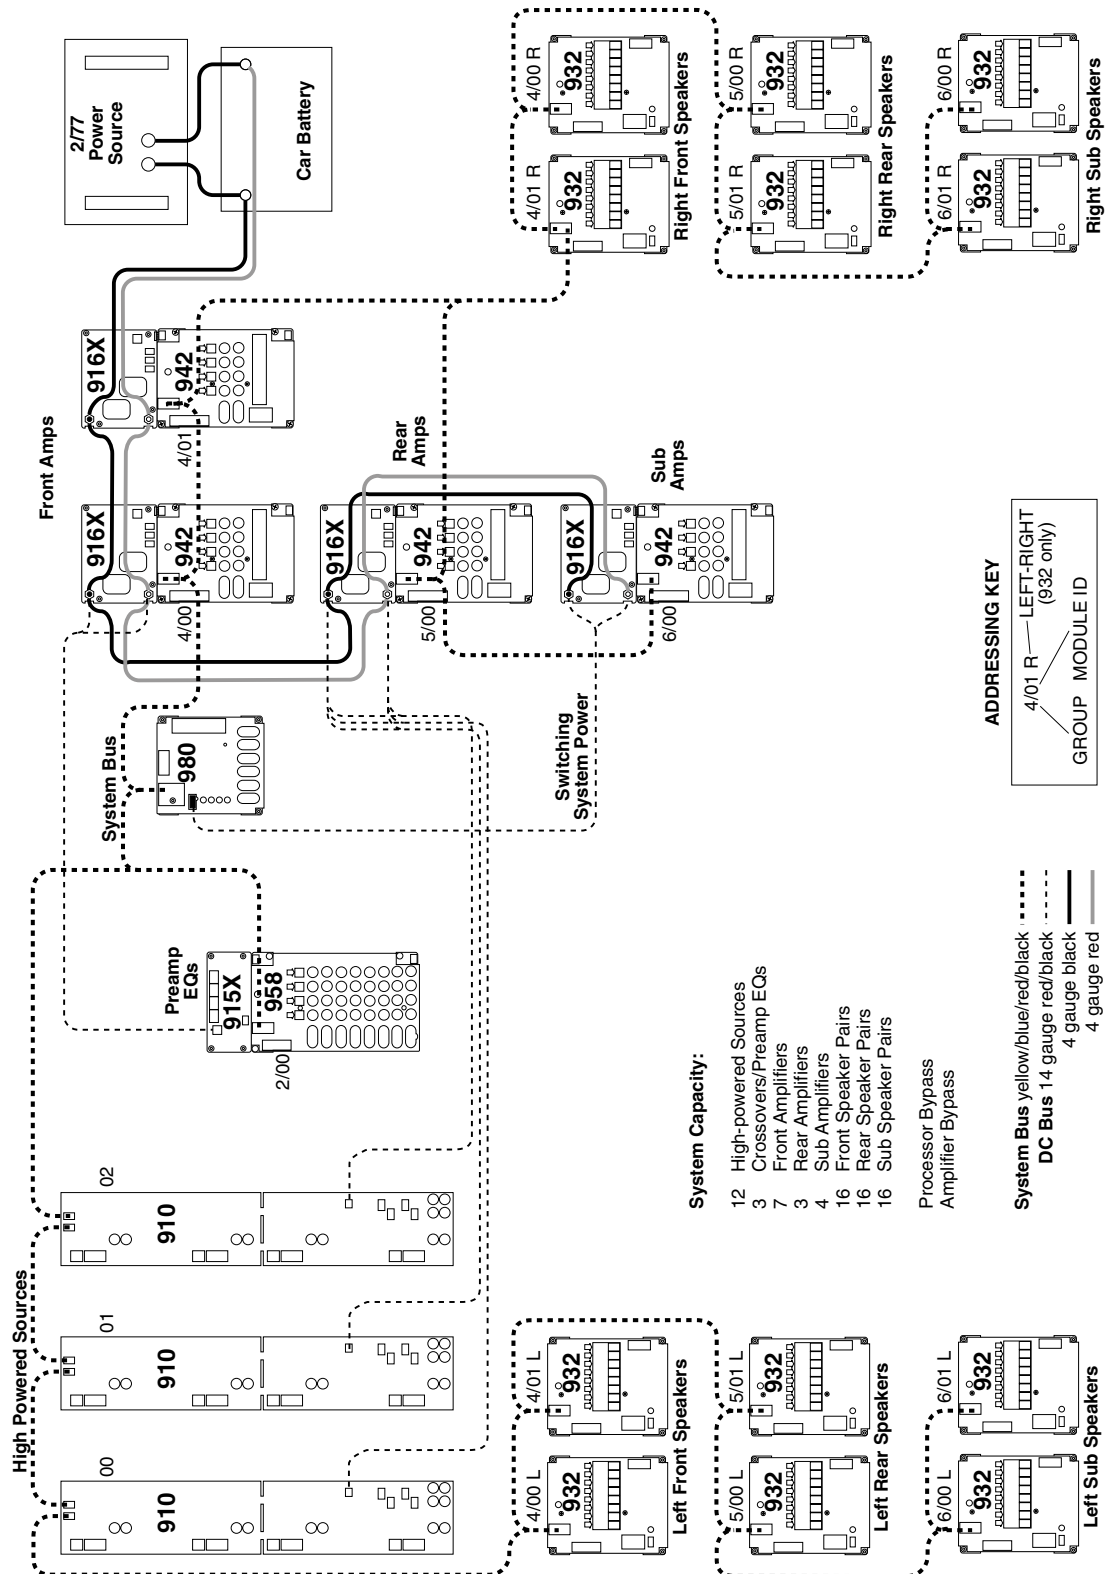 High Powered Sources
00
910
01
910
02
910
Preamp
EQs
915X
958
2/00
System Bus
980
Switching
System Power
Front Amps
916X
942
4/00
916X
942
4/01
Rear
Amps
916X
942
5/00
Sub
Amps
916X
942
6/00
2/77
Power
Source
Car Battery
4/00 L
932
4/01 L
932
Left Front Speakers
5/00 L
932
5/01 L
932
Left Rear Speakers
6/00 L
932
6/01 L
932
Left Sub Speakers
4/01 R
932
4/00 R
932
Right Front Speakers
5/01 R
932
5/00 R
932
Right Rear Speakers
6/01 R
932
6/00 R
932
Right Sub Speakers
System Capacity:
12 High-powered Sources
3 Crossovers/Preamp EQs
7 Front Amplifiers
3 Rear Amplifiers
4 Sub Amplifiers
16 Front Speaker Pairs
16 Rear Speaker Pairs
16 Sub Speaker Pairs
Processor Bypass
Amplifier Bypass
System Bus yellow/blue/red/black
DC Bus 14 gauge red/black
4 gauge black
4 gauge red
ADDRESSING KEY
4/01 R LEFT-RIGHT
(932 only)
GROUP MODULE ID